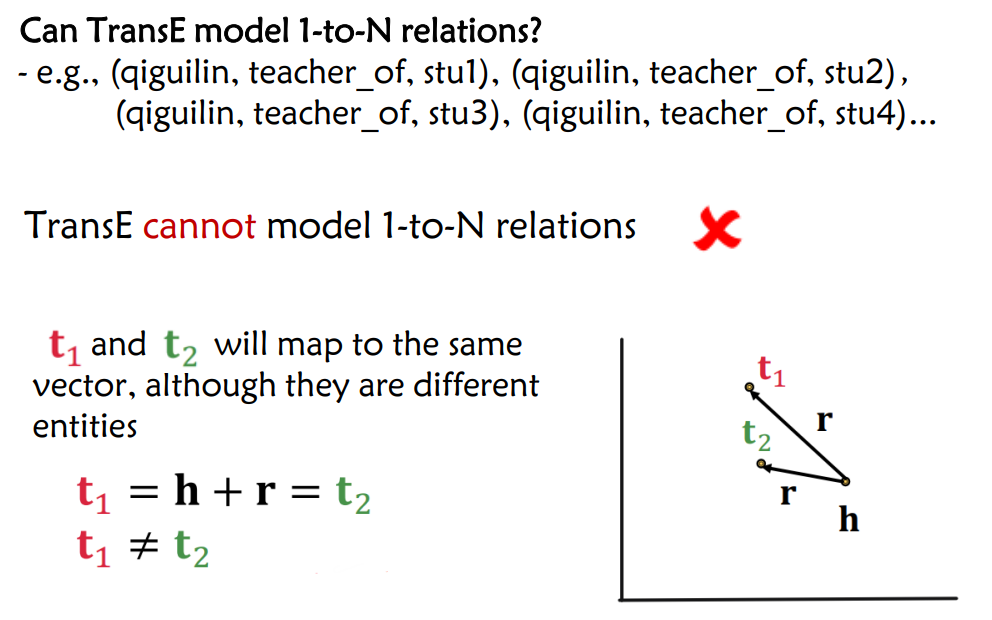 Can TransE model 1-to-N relations?
- e.g., (qiguilin, teacher_of, stu1), (qiguilin, teacher_of, stu2),
(qiguilin, teacher_of, stu3), (qiguilin, teacher_of, stu4)...
TransE cannot model 1-to-N relations
t₁ and t₂ will map to the same
vector, although they are different
entities
t₁ = h + r = t₂
t₁ ≠ t₂
t₁
r
t₂
r
h